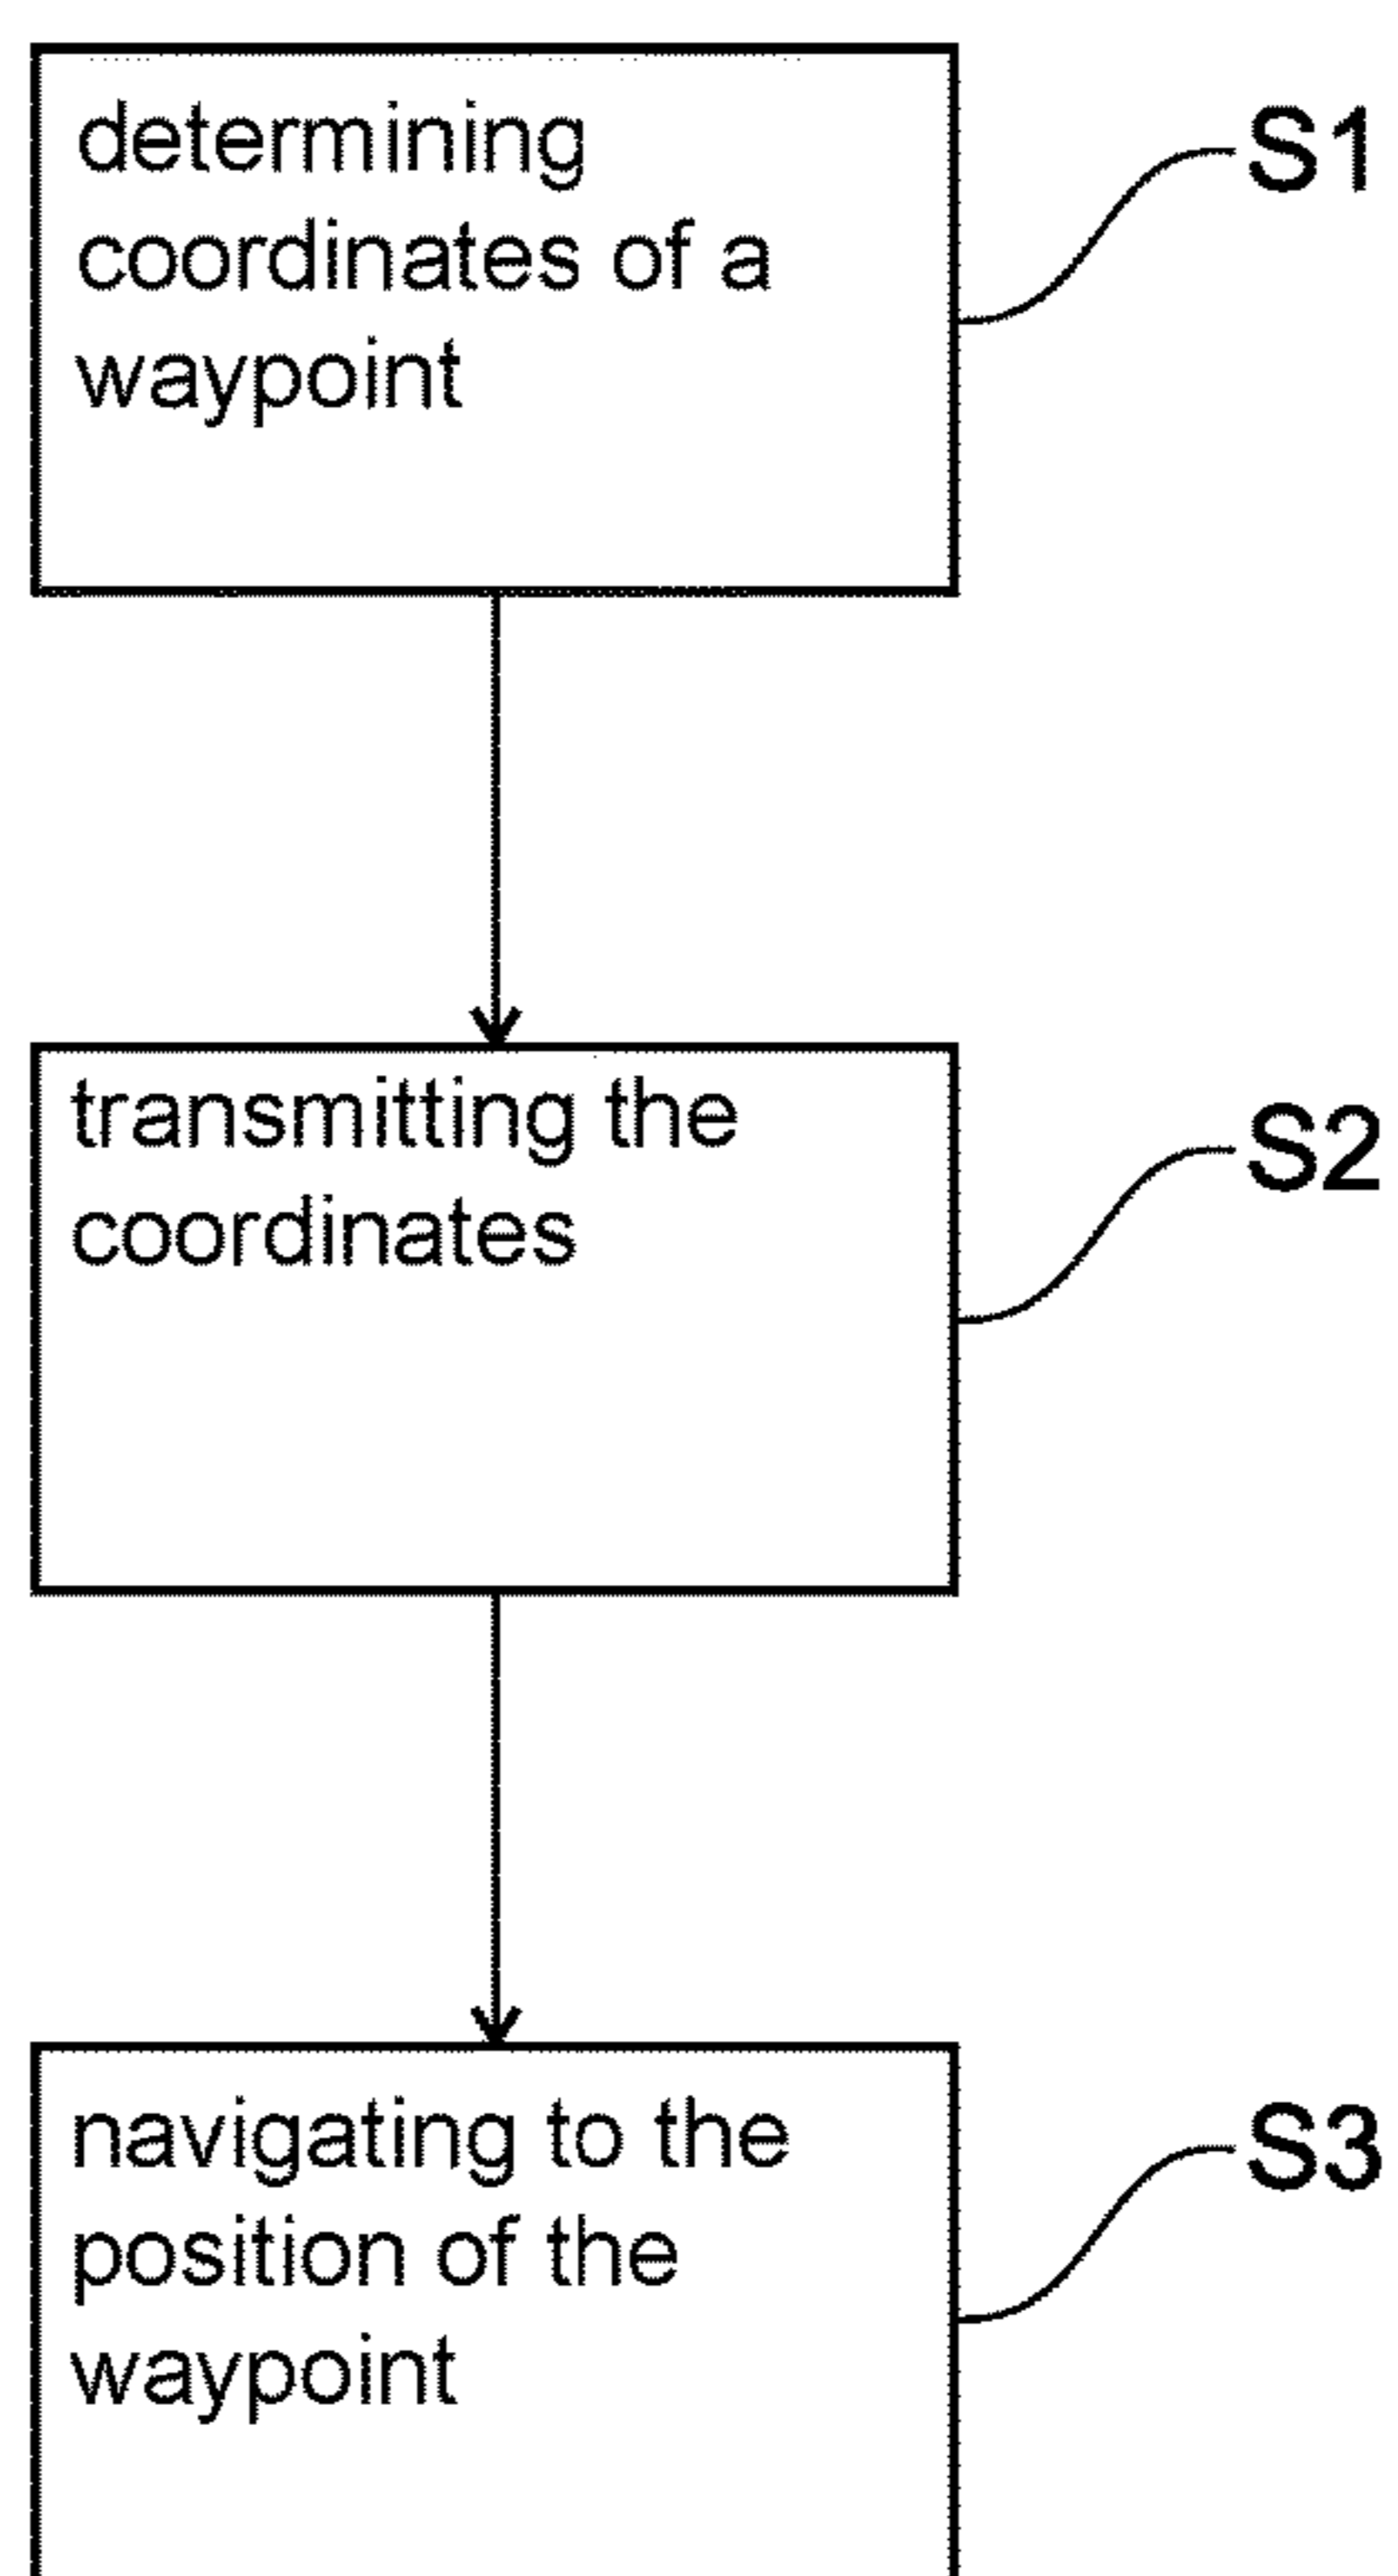 determining
coordinates of a
waypoint
S1
transmitting the
coordinates
S2
navigating to the
position of the
waypoint
S3